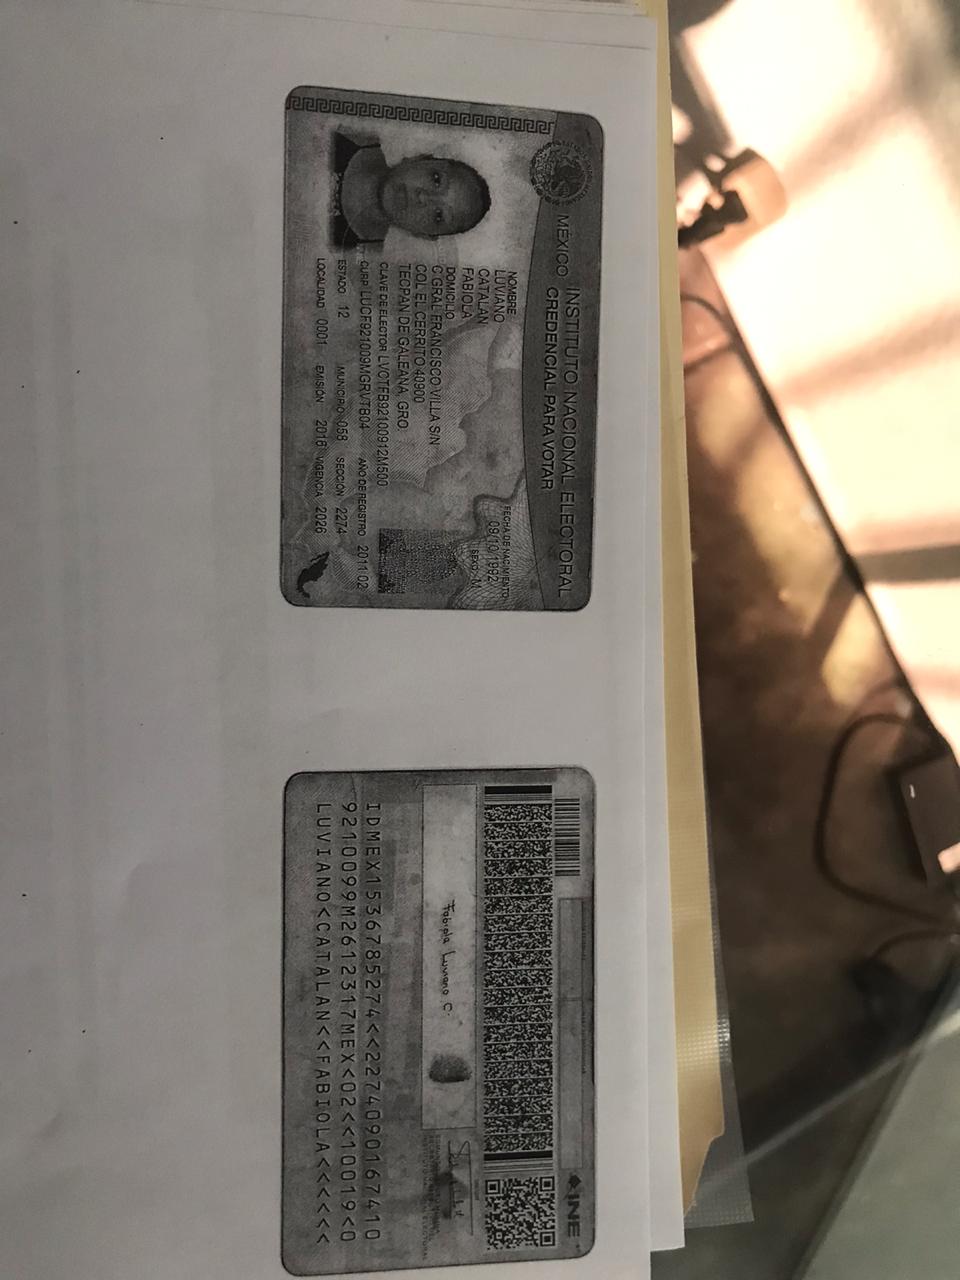 MÉXICO INSTITUTO NACIONAL ELECTORAL
CREDENCIAL PARA VOTAR
NOMBRE
LUVIANO
CATALAN
FABIOLA
FECHA DE NACIMIENTO
09/10/1992
SEXO M
DOMICILIO
C GRAL FRANCISCO VILLA S/N
COL EL CERRITO 40900
TECPAN DE GALEANA, GRO.
CLAVE DE ELECTOR LVCTFB92100912M500
CURP LUCF921009MGRVTB04 AÑO DE REGISTRO 2011 02
ESTADO 12 MUNICIPIO 058 SECCIÓN 2274
LOCALIDAD 0001 EMISIÓN 2016 VIGENCIA 2026
INE
Fabiola Luviano C.
IDMEX1536785274<<2274090167410
9210099M2612317MEX<02<<10019<0
LUVIANO<CATALAN<<FABIOLA<<<<<<